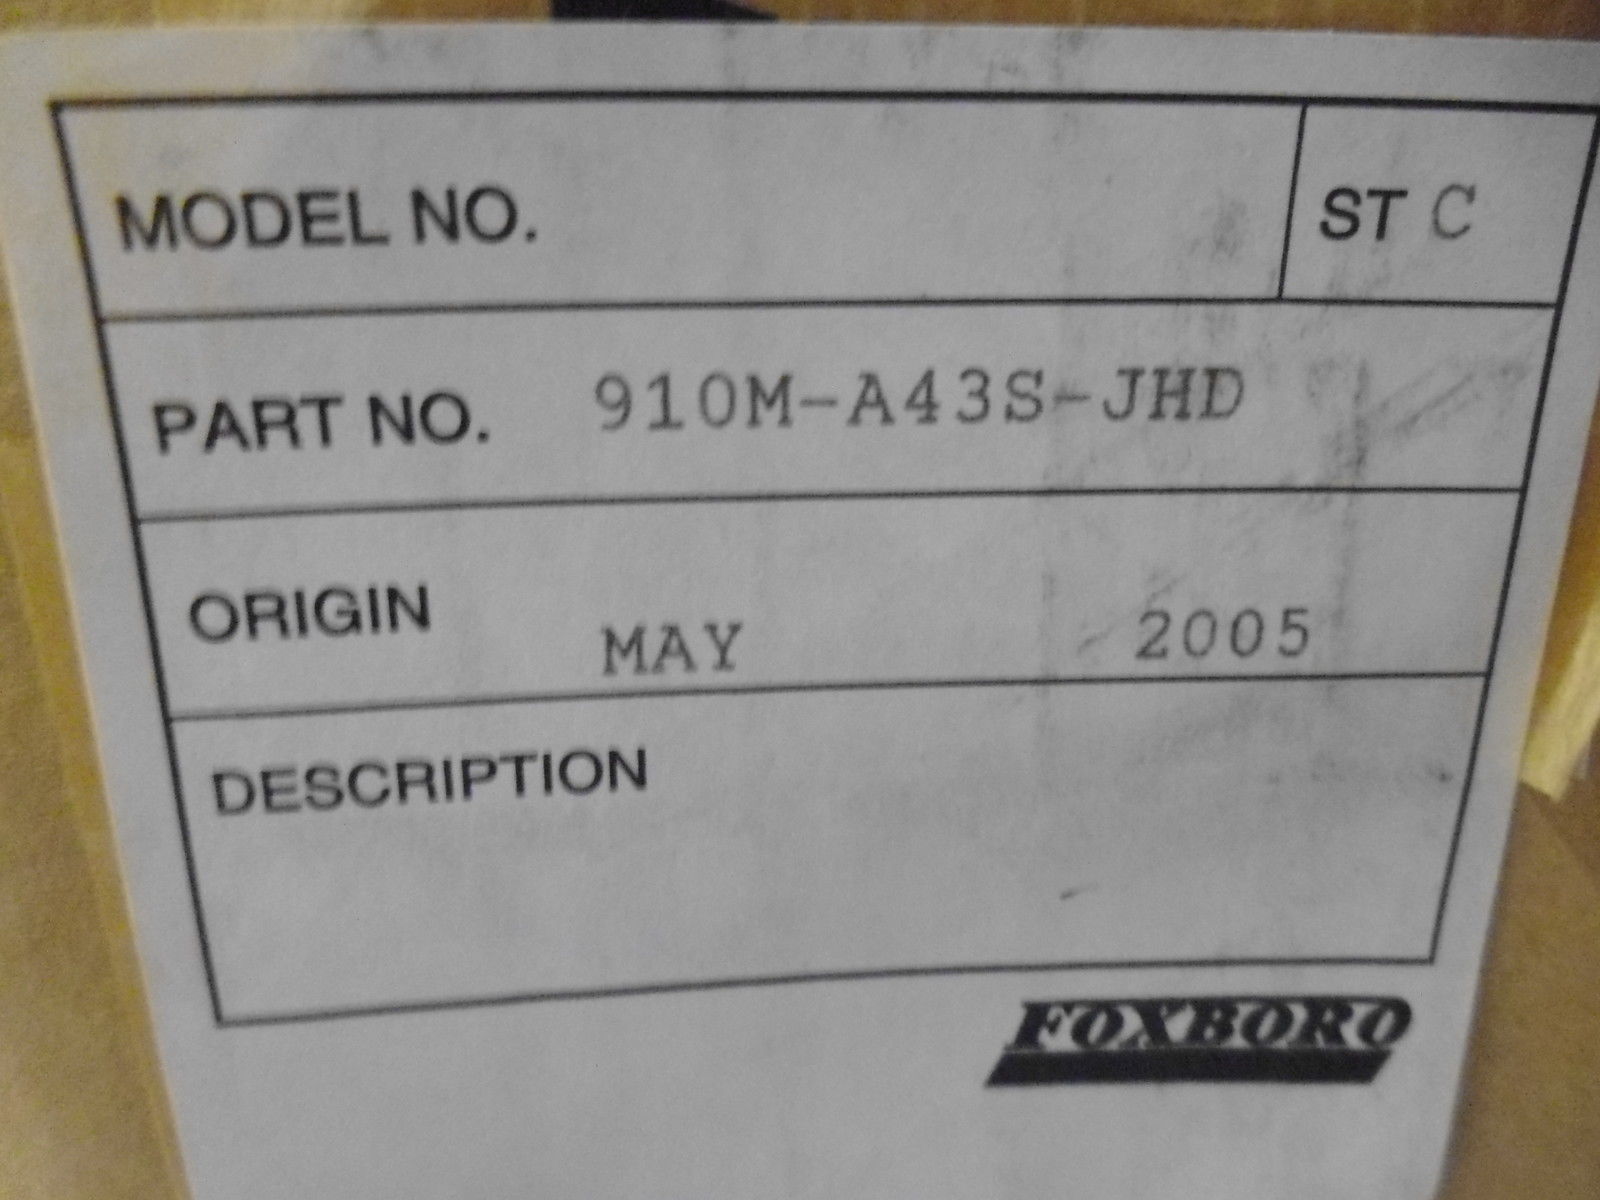 MODEL NO. ST C
PART NO. 910M-A43S-JHD
ORIGIN MAY 2005
DESCRIPTION
FOXBORO